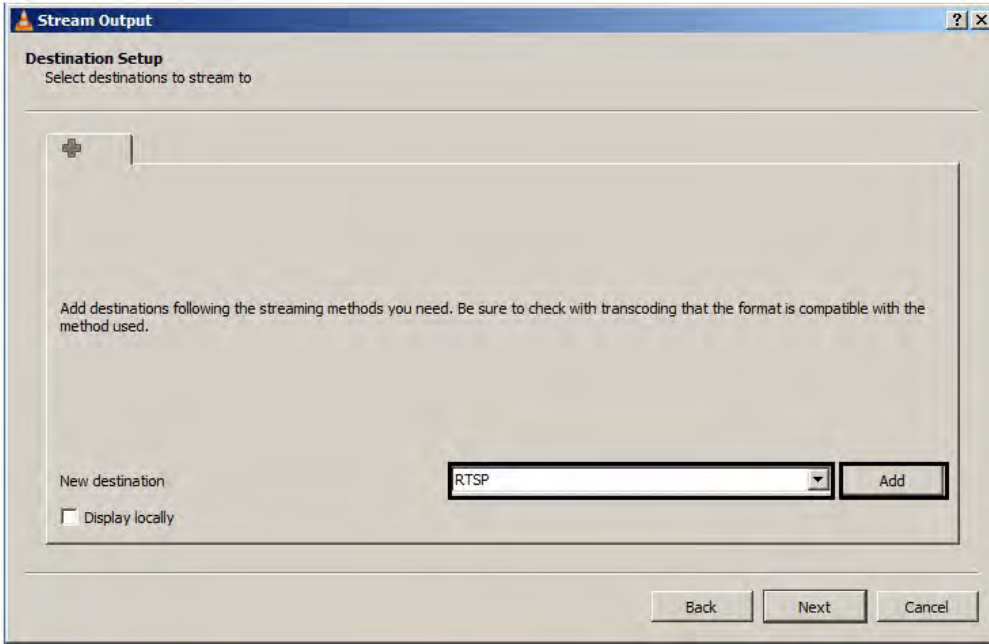 Stream Output
Destination Setup
Select destinations to stream to
Add destinations following the streaming methods you need. Be sure to check with transcoding that the format is compatible with the
method used.
New destination
RTSP
Add
Display locally
Back
Next
Cancel